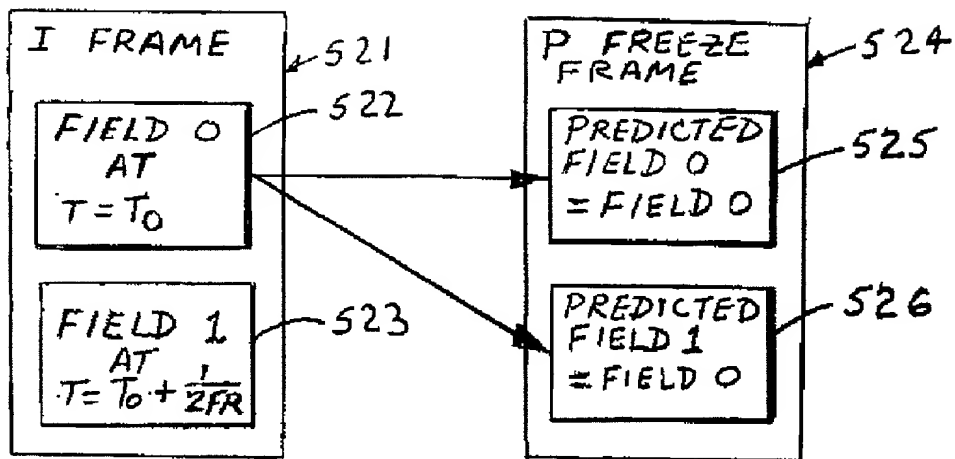 I FRAME
521
522
FIELD 0
AT
T = T0
FIELD 1
AT
T = T0 + 1/2FR
523
P FREEZE
FRAME
524
PREDICTED
FIELD 0
= FIELD 0
525
PREDICTED
FIELD 1
= FIELD 0
526